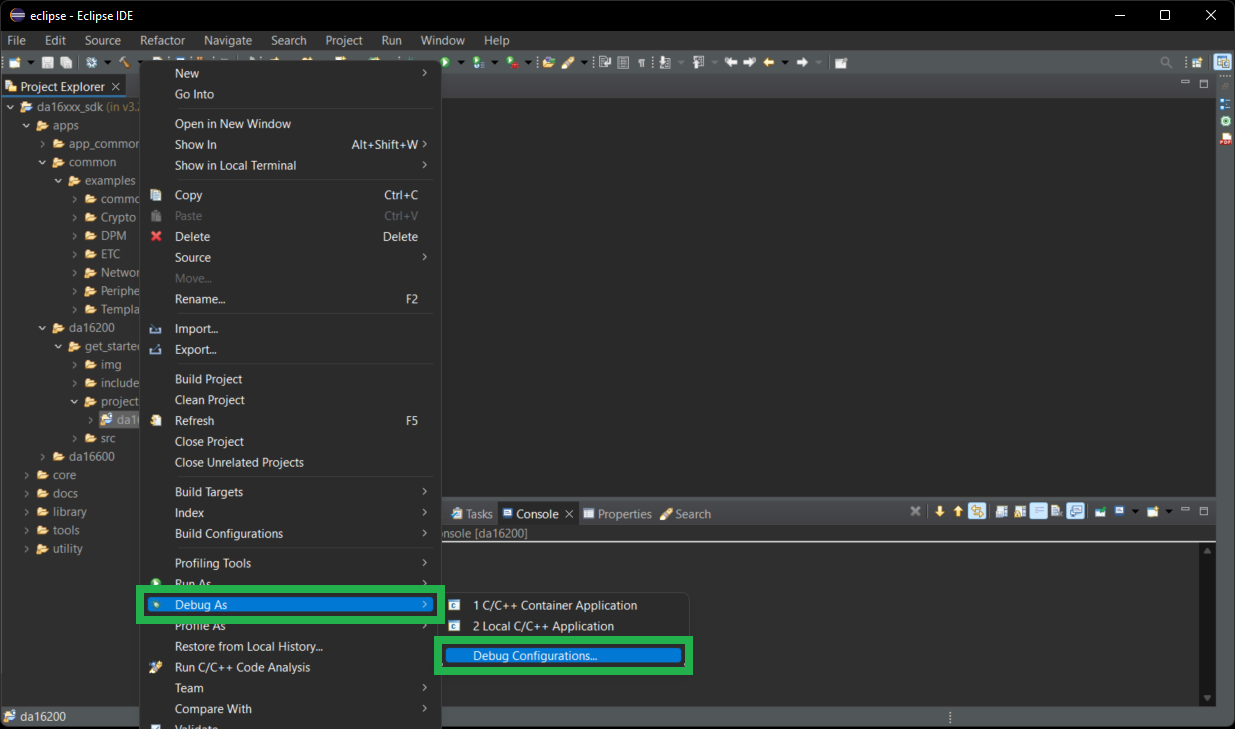 eclipse - Eclipse IDE
File Edit Source Refactor Navigate Search Project Run Window Help
Project Explorer
da16xxx_sdk (in v3.2
apps
app_common
common
examples
commo
Crypto
DPM
ETC
Networ
Periphe
Templa
da16200
get_started
img
include
project
da16
src
da16600
core
docs
library
tools
utility
New
Go Into
Open in New Window
Show In Alt+Shift+W
Show in Local Terminal
Copy Ctrl+C
Paste Ctrl+V
Delete Delete
Source
Move...
Rename... F2
Import...
Export...
Build Project
Clean Project
Refresh F5
Close Project
Close Unrelated Projects
Build Targets
Index
Build Configurations
Profiling Tools
Run As
Debug As
Profile As
Restore from Local History...
Run C/C++ Code Analysis
Team
Compare With
Validate
1 C/C++ Container Application
2 Local C/C++ Application
Debug Configurations...
Tasks Console Properties Search
onsole [da16200]
da16200